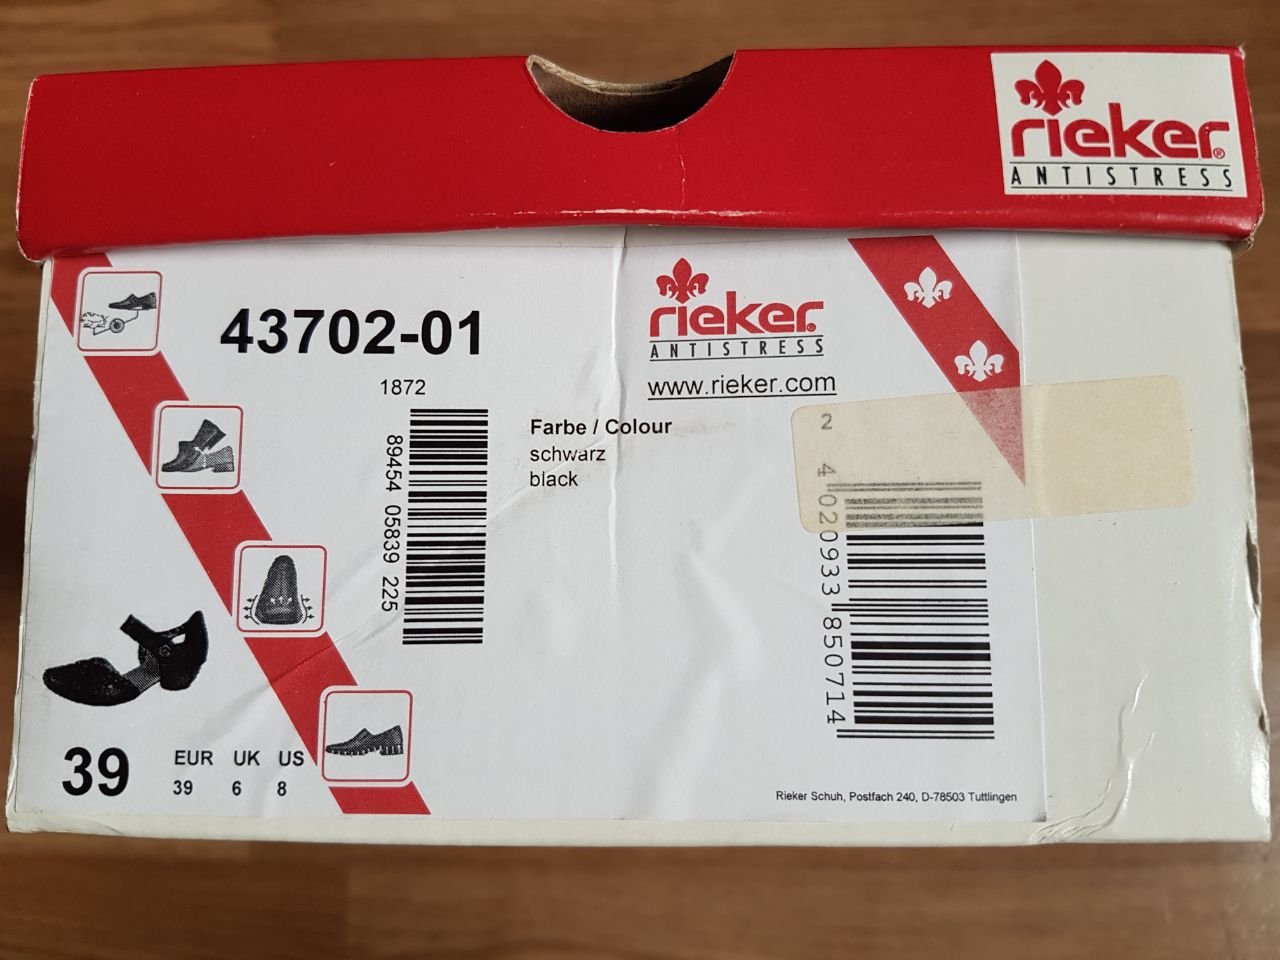 rieker®
ANTISTRESS
43702-01
1872
89454 05839 225
Farbe / Colour
schwarz
black
rieker®
ANTISTRESS
www.rieker.com
2
4 020933 850714
39
EUR UK US
39 6 8
Rieker Schuh, Postfach 240, D-78503 Tuttlingen